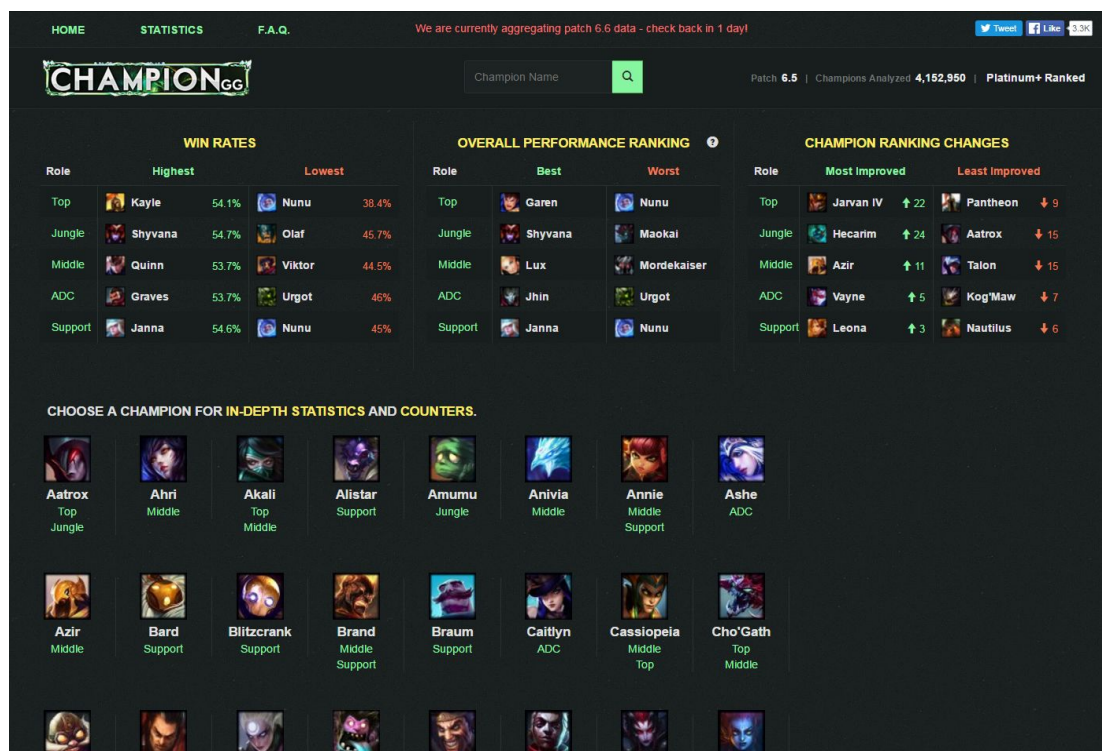 HOME STATISTICS F.A.Q. We are currently aggregating patch 6.6 data - check back in 1 day! Tweet Like 3.3K
CHAMPIONGG Champion Name Patch 6.5 | Champions Analyzed 4,152,950 | Platinum+ Ranked
WIN RATES OVERALL PERFORMANCE RANKING ? CHAMPION RANKING CHANGES
Role Highest Lowest Role Best Worst Role Most Improved Least Improved
Top Kayle 54.1% Nunu 38.4% Top Garen Nunu Top Jarvan IV 22 Pantheon 9
Jungle Shyvana 54.7% Olaf 45.7% Jungle Shyvana Maokai Jungle Hecarim 24 Aatrox 15
Middle Quinn 53.7% Viktor 44.5% Middle Lux Mordekaiser Middle Azir 11 Talon 15
ADC Graves 53.7% Urgot 46% ADC Jhin Urgot ADC Vayne 5 Kog'Maw 7
Support Janna 54.6% Nunu 45% Support Janna Nunu Support Leona 3 Nautilus 6
CHOOSE A CHAMPION FOR IN-DEPTH STATISTICS AND COUNTERS.
Aatrox Ahri Akali Alistar Amumu Anivia Annie Ashe
Top Middle Top Support Jungle Middle Middle ADC
Jungle Middle Support
Azir Bard Blitzcrank Brand Braum Caitlyn Cassiopeia Cho'Gath
Middle Support Support Middle Support ADC Middle Top
Support Top Middle